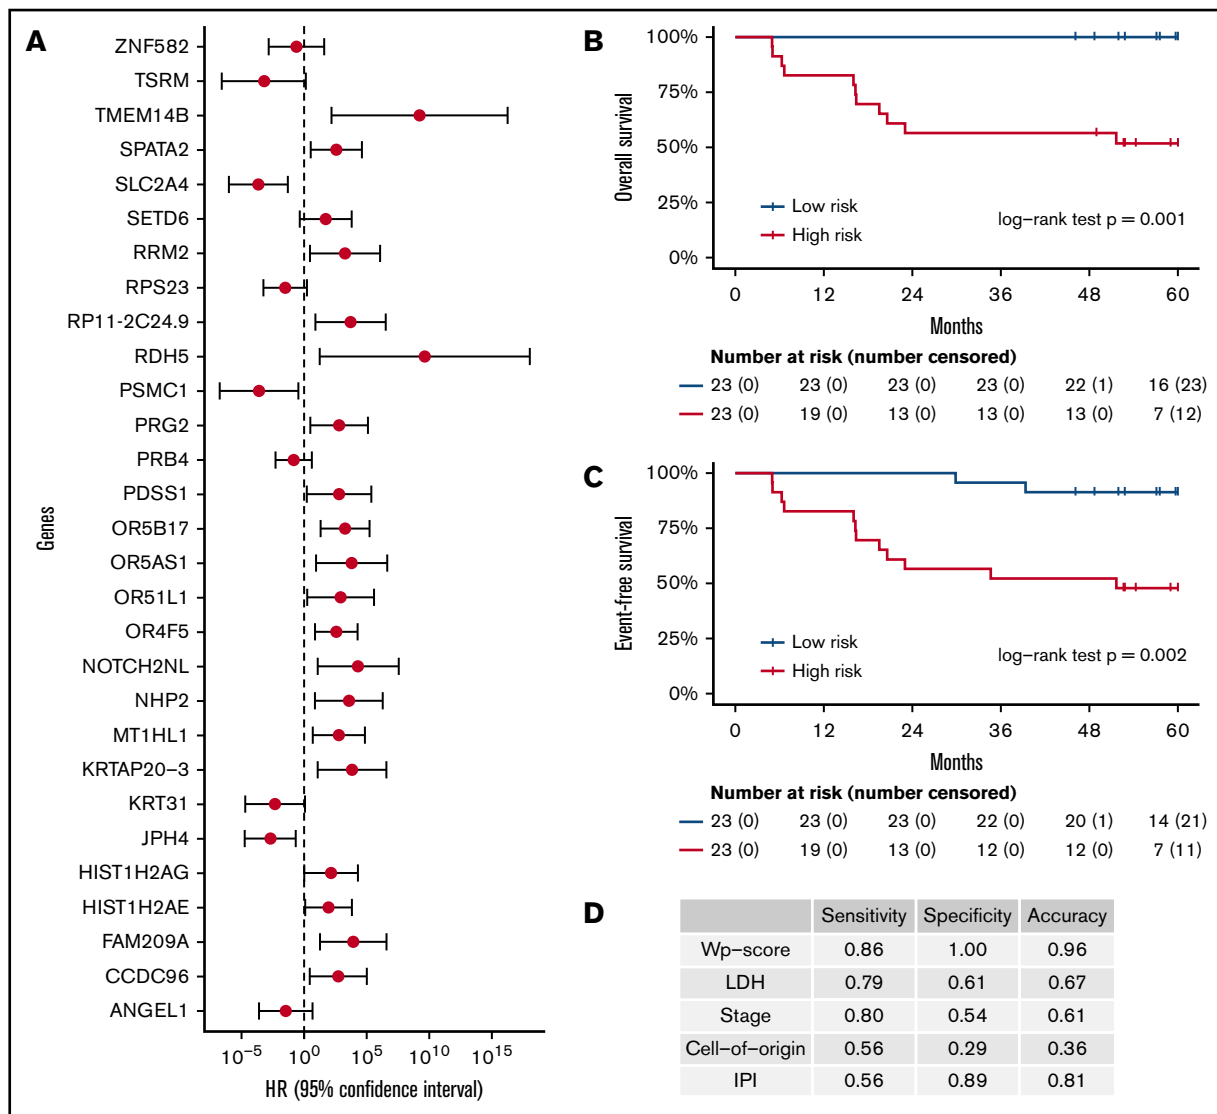 A
ZNF582
TSRM
TMEM14B
SPATA2
SLC2A4
SETD6
RRM2
RPS23
RP11-2C24.9
RDH5
PSMC1
PRG2
PRB4
PDSS1
OR5B17
OR5AS1
OR51L1
OR4F5
NOTCH2NL
NHP2
MT1HL1
KRTAP20–3
KRT31
JPH4
HIST1H2AG
HIST1H2AE
FAM209A
CCDC96
ANGEL1
Genes
10⁻⁵ 10⁰ 10⁵ 10¹⁰ 10¹⁵
HR (95% confidence interval)
B
100%
75%
50%
25%
0%
Overall survival
Low risk
High risk
log–rank test p = 0.001
0 12 24 36 48 60
Months
Number at risk (number censored)
23 (0) 23 (0) 23 (0) 23 (0) 22 (1) 16 (23)
23 (0) 19 (0) 13 (0) 13 (0) 13 (0) 7 (12)
C
100%
75%
50%
25%
0%
Event-free survival
Low risk
High risk
log–rank test p = 0.002
0 12 24 36 48 60
Months
Number at risk (number censored)
23 (0) 23 (0) 23 (0) 22 (0) 20 (1) 14 (21)
23 (0) 19 (0) 13 (0) 12 (0) 12 (0) 7 (11)
D
Sensitivity Specificity Accuracy
Wp–score 0.86 1.00 0.96
LDH 0.79 0.61 0.67
Stage 0.80 0.54 0.61
Cell–of–origin 0.56 0.29 0.36
IPI 0.56 0.89 0.81